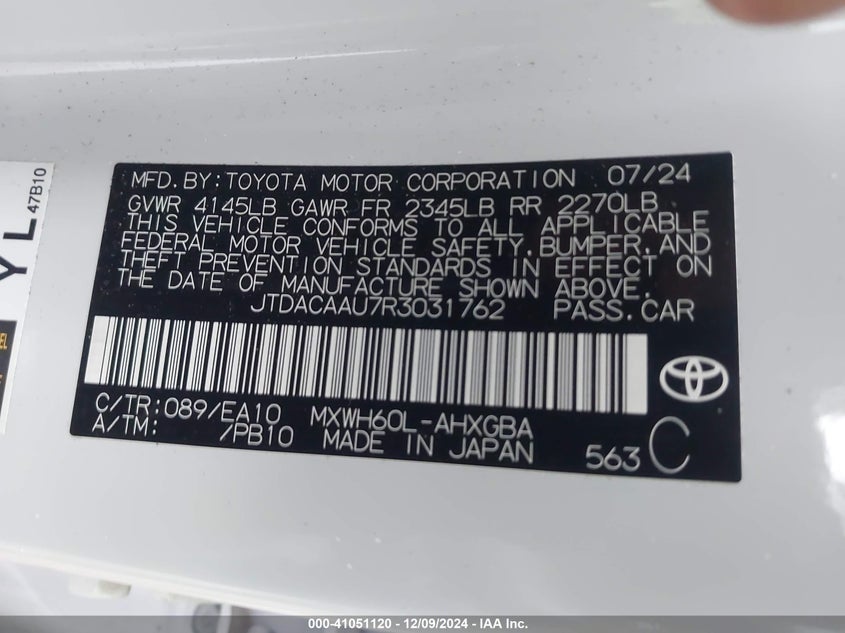 MFD.BY:TOYOTA MOTOR CORPORATION 07/24
GVWR 4145LB GAWR FR 2345LB RR 2270LB
THIS VEHICLE CONFORMS TO ALL APPLICABLE
FEDERAL MOTOR VEHICLE SAFETY,BUMPER,AND
THEFT PREVENTION STANDARDS IN EFFECT ON
THE DATE OF MANUFACTURE SHOWN ABOVE.
JTDACAAU7R3031762 PASS.CAR
C/TR:089/EA10 MXWH60L-AHXGBA
A/TM: /PB10 MADE IN JAPAN 563 C
YL
47B10
000-41051120 - 12/09/2024 - IAA Inc.